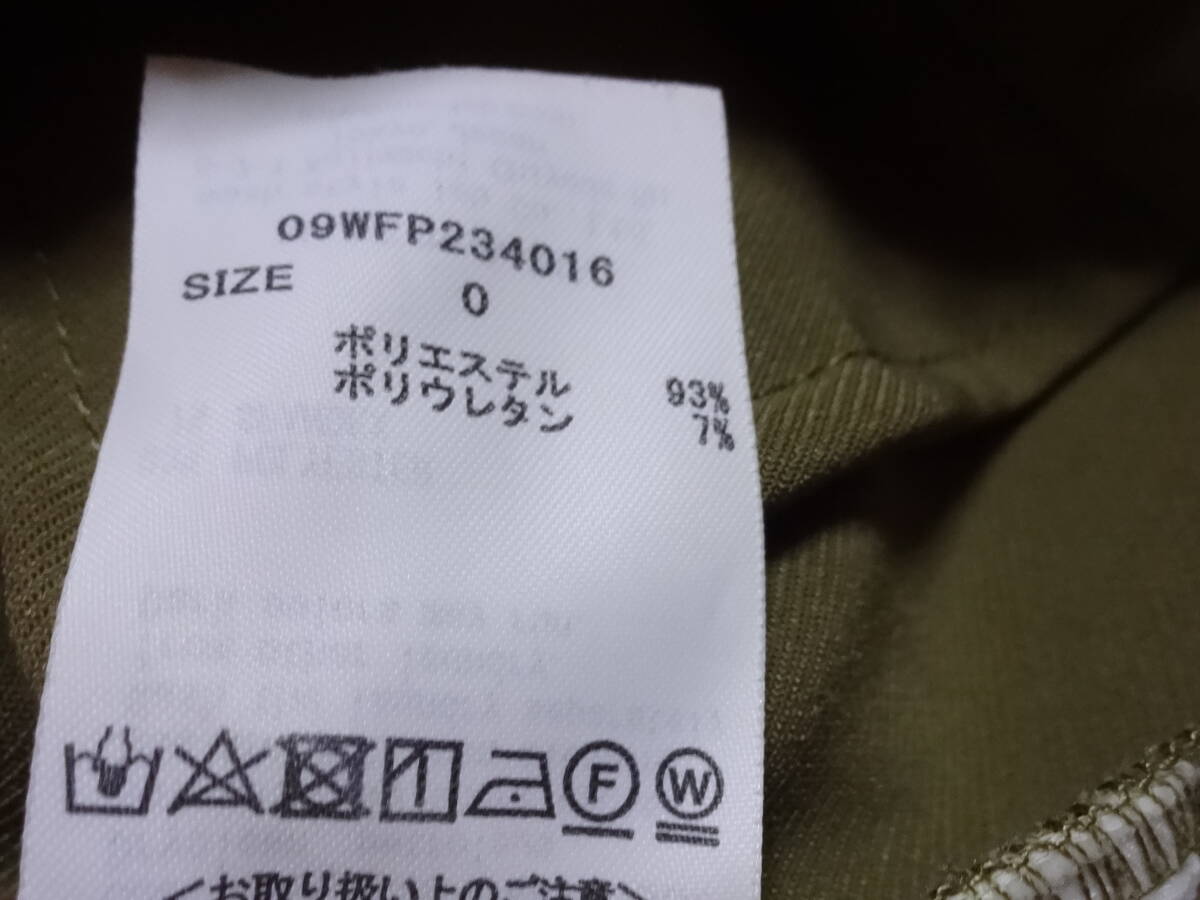 09WFP234016
SIZE 0
ポリエステル 93%
ポリウレタン 7%
F W
＜お取り扱い上のご注意＞